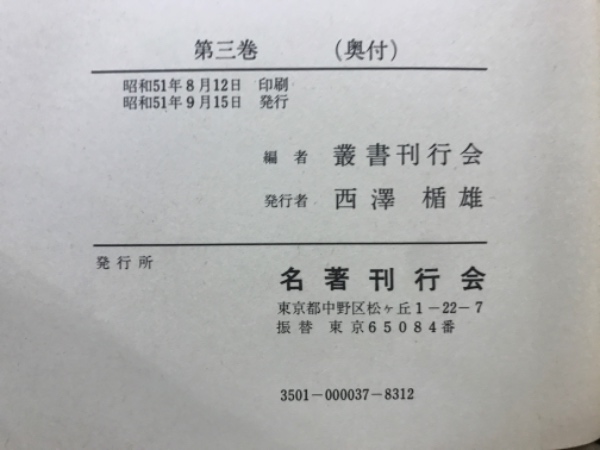 第三巻　（奥付）
昭和51年8月12日　印刷
昭和51年9月15日　発行
編者　叢書刊行会
発行者　西澤楯雄
発行所
名著刊行会
東京都中野区松ヶ丘1-22-7
振替　東京65084番
3501-000037-8312